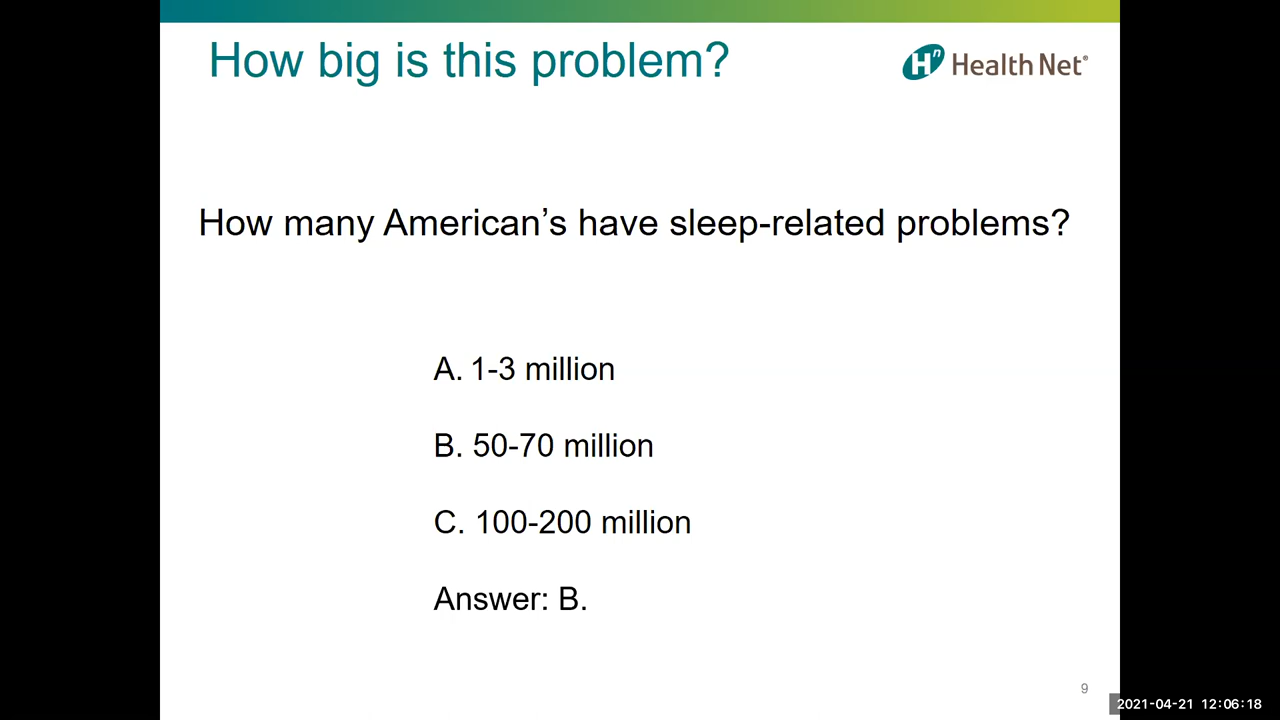 How big is this problem?
Hn Health Net®
How many American’s have sleep-related problems?
A. 1-3 million
B. 50-70 million
C. 100-200 million
Answer: B.
9
2021-04-21 12:06:18